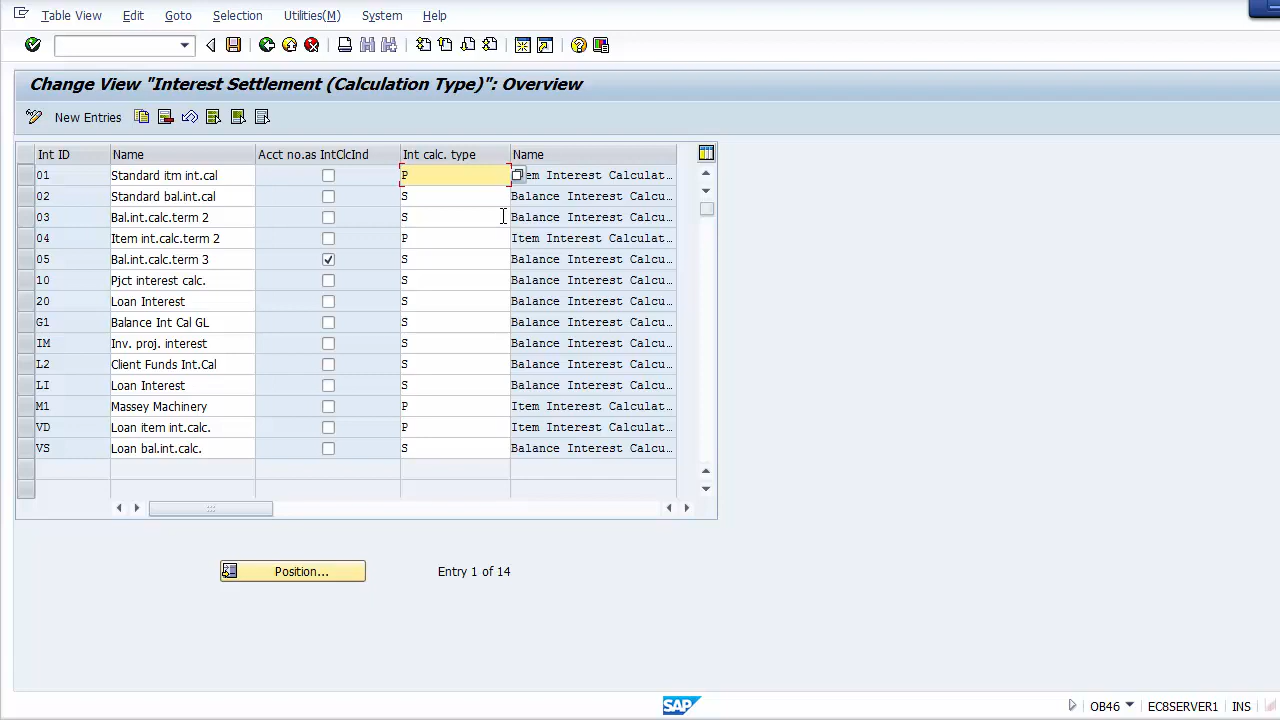 Table View Edit Goto Selection Utilities(M) System Help
Change View "Interest Settlement (Calculation Type)": Overview
New Entries
Int ID Name Acct no.as IntClcInd Int calc. type Name
01 Standard itm int.cal P em Interest Calculat…
02 Standard bal.int.cal S Balance Interest Calcu…
03 Bal.int.calc.term 2 S Balance Interest Calcu…
04 Item int.calc.term 2 P Item Interest Calculat…
05 Bal.int.calc.term 3 S Balance Interest Calcu…
10 Pjct interest calc. S Balance Interest Calcu…
20 Loan Interest S Balance Interest Calcu…
G1 Balance Int Cal GL S Balance Interest Calcu…
IM Inv. proj. interest S Balance Interest Calcu…
L2 Client Funds Int.Cal S Balance Interest Calcu…
LI Loan Interest S Balance Interest Calcu…
M1 Massey Machinery P Item Interest Calculat…
VD Loan item int.calc. P Item Interest Calculat…
VS Loan bal.int.calc. S Balance Interest Calcu…
Position... Entry 1 of 14
SAP OB46 EC8SERVER1 INS